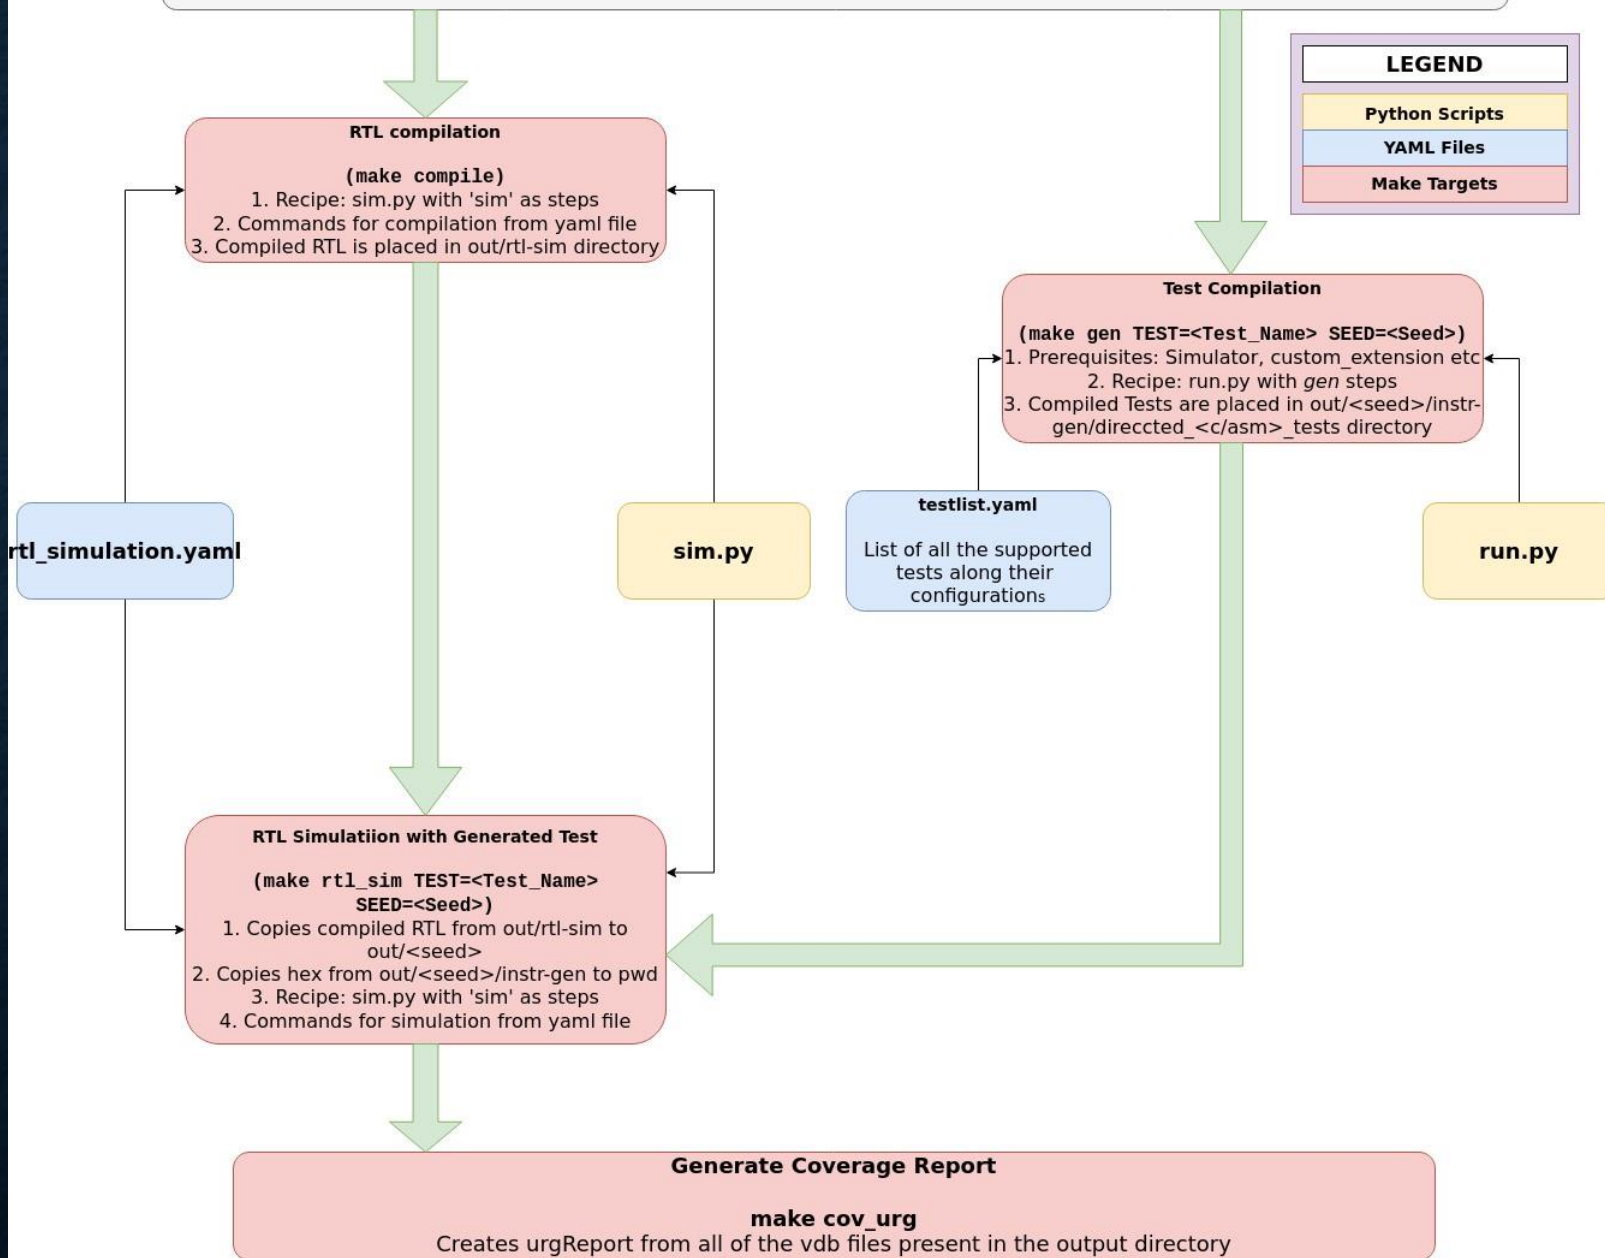 LEGEND
Python Scripts
YAML Files
Make Targets
RTL compilation
(make compile)
1. Recipe: sim.py with 'sim' as steps
2. Commands for compilation from yaml file
3. Compiled RTL is placed in out/rtl-sim directory
Test Compilation
(make gen TEST=<Test_Name> SEED=<Seed>)
1. Prerequisites: Simulator, custom_extension etc
2. Recipe: run.py with gen steps
3. Compiled Tests are placed in out/<seed>/instr-
gen/direccted_<c/asm>_tests directory
rtl_simulation.yaml
sim.py
testlist.yaml
List of all the supported
tests along their
configurations
run.py
RTL Simulatiion with Generated Test
(make rtl_sim TEST=<Test_Name>
SEED=<Seed>)
1. Copies compiled RTL from out/rtl-sim to
out/<seed>
2. Copies hex from out/<seed>/instr-gen to pwd
3. Recipe: sim.py with 'sim' as steps
4. Commands for simulation from yaml file
Generate Coverage Report
make cov_urg
Creates urgReport from all of the vdb files present in the output directory